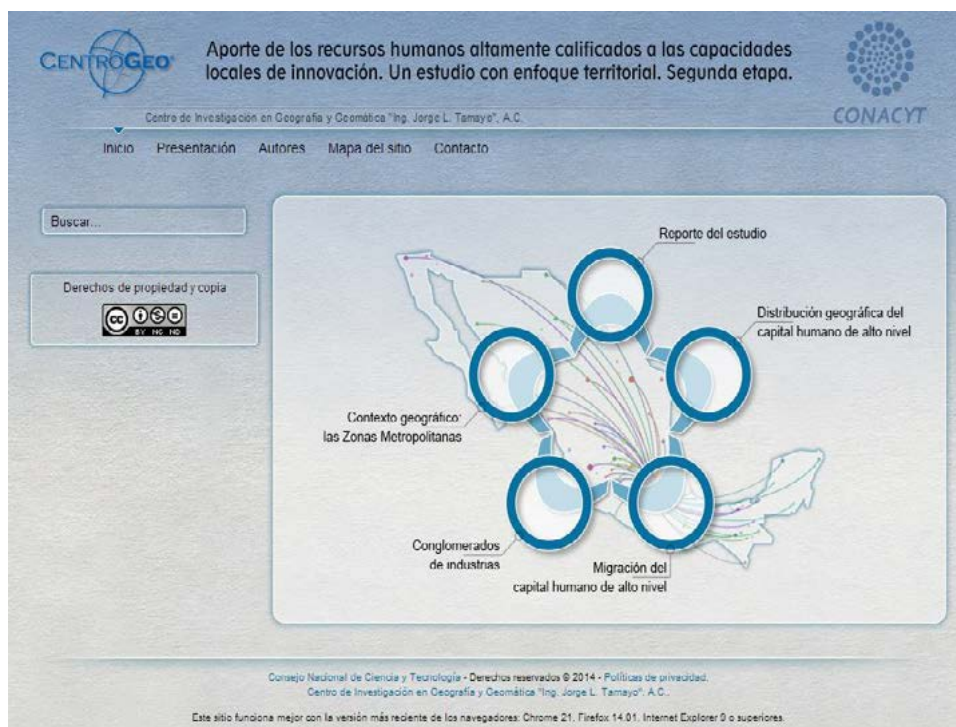 CENTROGEO
Aporte de los recursos humanos altamente calificados a las capacidades
locales de innovación. Un estudio con enfoque territorial. Segunda etapa.
CONACYT
Centro de Investigación en Geografía y Geomática "Ing. Jorge L. Tamayo", A.C.
Inicio Presentación Autores Mapa del sitio Contacto
Buscar...
Derechos de propiedad y copia
cc
BY NC ND
Reporte del estudio
Distribución geográfica del
capital humano de alto nivel
Contexto geográfico:
las Zonas Metropolitanas
Conglomerados
de industrias
Migración del
capital humano de alto nivel
Consejo Nacional de Ciencia y Tecnología - Derechos reservados © 2014 - Políticas de privacidad.
Centro de Investigación en Geografía y Geomática "Ing. Jorge L. Tamayo", A.C..
Este sitio funciona mejor con la versión más reciente de los navegadores: Chrome 21, Firefox 14.01, Internet Explorer 9 o superiores.